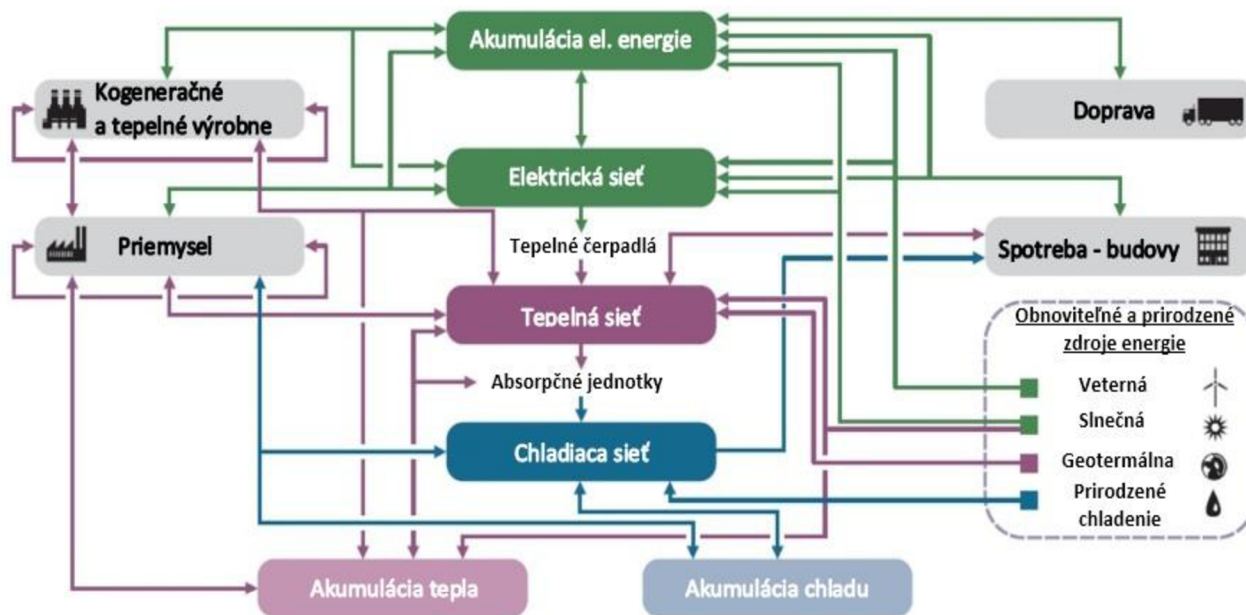 Akumulácia el. energie
Kogeneračné
a tepelné výrobne
Doprava
Elektrická sieť
Priemysel
Tepelné čerpadlá
Spotreba - budovy
Tepelná sieť
Obnoviteľné a prirodzené
zdroje energie
Absorpčné jednotky
Veterná
Slnečná
Chladiaca sieť
Geotermálna
Prirodzené
chladenie
Akumulácia tepla
Akumulácia chladu